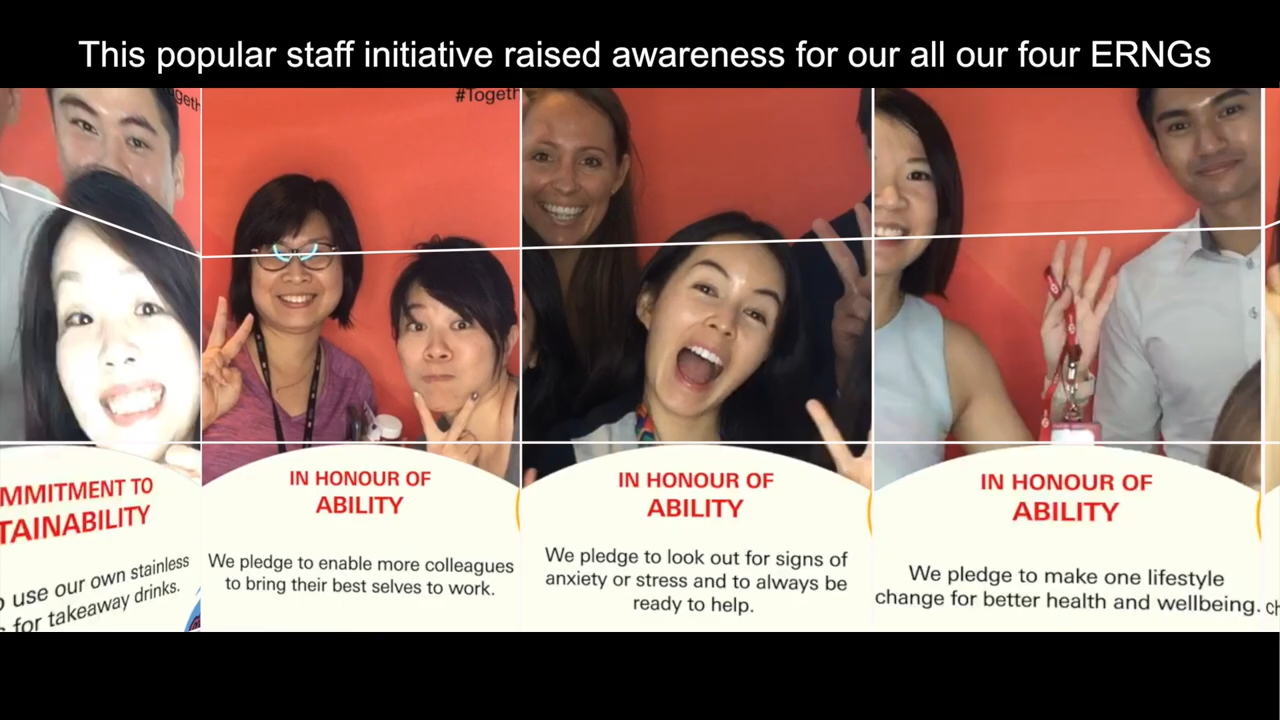 This popular staff initiative raised awareness for our all our four ERNGs
geth
#Togeth
MMITMENT TO
TAINABILITY
use our own stainless
for takeaway drinks.
IN HONOUR OF
ABILITY
We pledge to enable more colleagues
to bring their best selves to work.
IN HONOUR OF
ABILITY
We pledge to look out for signs of
anxiety or stress and to always be
ready to help.
IN HONOUR OF
ABILITY
We pledge to make one lifestyle
change for better health and wellbeing.
ch